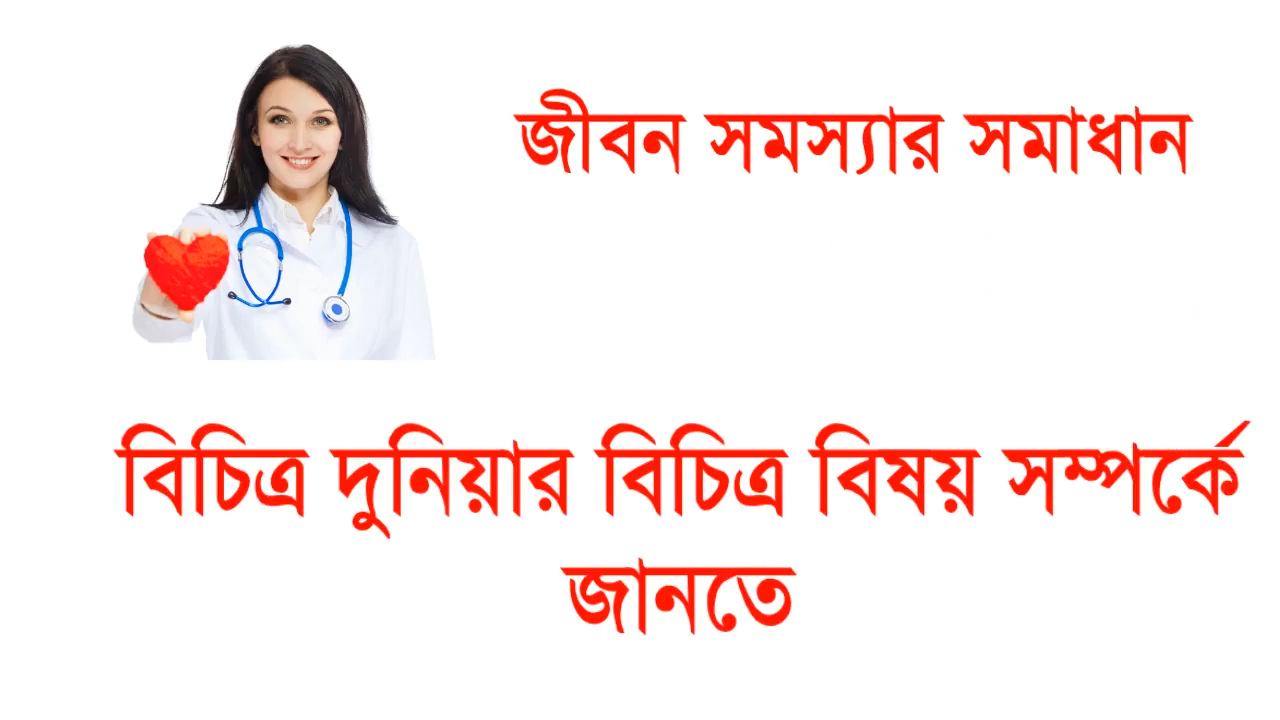 জীবন সমস্যার সমাধান
বিচিত্র দুনিয়ার বিচিত্র বিষয় সম্পর্কে
জানতে